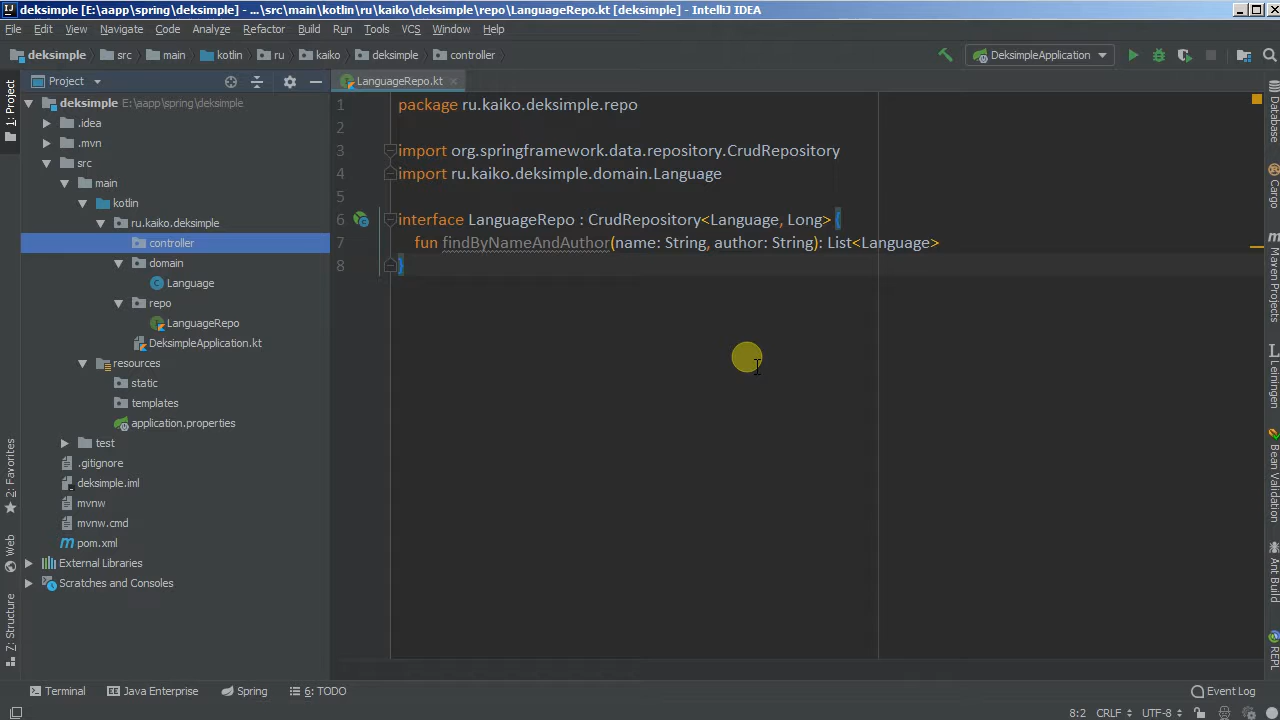 deksimple [E:\aapp\spring\deksimple] - ...\src\main\kotlin\ru\kaiko\deksimple\repo\LanguageRepo.kt [deksimple] - IntelliJ IDEA
File Edit View Navigate Code Analyze Refactor Build Run Tools VCS Window Help
deksimple src main kotlin ru kaiko deksimple controller DeksimpleApplication
1: Project
Project
LanguageRepo.kt
deksimple E:\aapp\spring\deksimple
.idea
.mvn
src
main
kotlin
ru.kaiko.deksimple
controller
domain
Language
repo
LanguageRepo
DeksimpleApplication.kt
resources
static
templates
application.properties
test
.gitignore
deksimple.iml
mvnw
mvnw.cmd
pom.xml
External Libraries
Scratches and Consoles
1 package ru.kaiko.deksimple.repo
2
3 import org.springframework.data.repository.CrudRepository
4 import ru.kaiko.deksimple.domain.Language
5
6 interface LanguageRepo : CrudRepository<Language, Long> {
7 fun findByNameAndAuthor(name: String, author: String): List<Language>
8 }
Database
Cargo
Maven Projects
Leiningen
Bean Validation
Ant Build
REPL
2: Favorites
Web
Z: Structure
Terminal Java Enterprise Spring 6: TODO Event Log
8:2 CRLF UTF-8